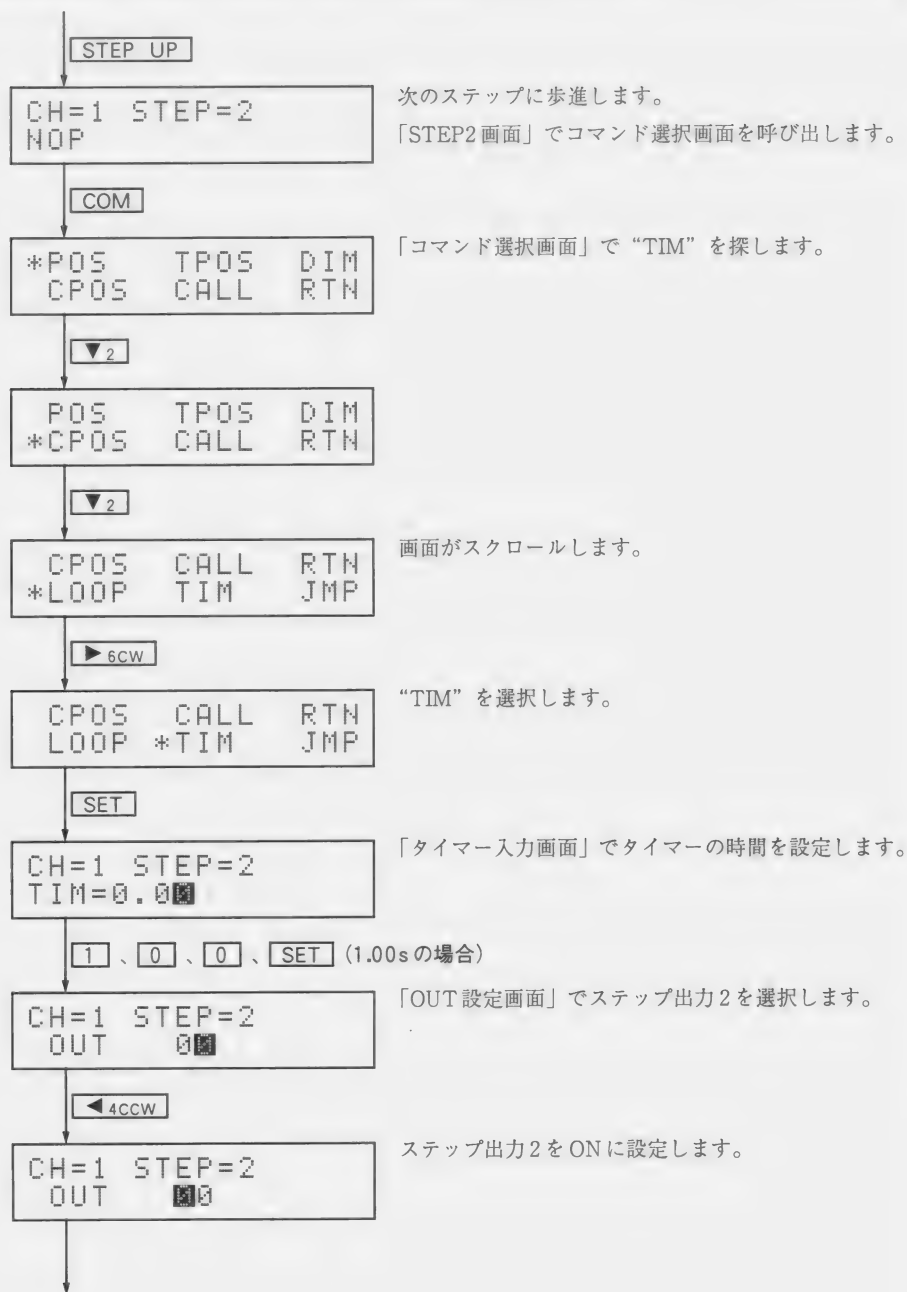 STEP UP
CH=1 STEP=2
NOP
次のステップに歩進します。
「STEP2画面」でコマンド選択画面を呼び出します。
COM
*POS TPOS DIM
CPOS CALL RTN
「コマンド選択画面」で“TIM”を探します。
▼2
POS TPOS DIM
*CPOS CALL RTN
▼2
CPOS CALL RTN
*LOOP TIM JMP
画面がスクロールします。
▶6CW
CPOS CALL RTN
LOOP *TIM JMP
“TIM”を選択します。
SET
CH=1 STEP=2
TIM=0.00
「タイマー入力画面」でタイマーの時間を設定します。
1、0、0、SET (1.00sの場合)
CH=1 STEP=2
OUT 00
「OUT設定画面」でステップ出力2を選択します。
◀4CCW
CH=1 STEP=2
OUT 00
ステップ出力2をONに設定します。